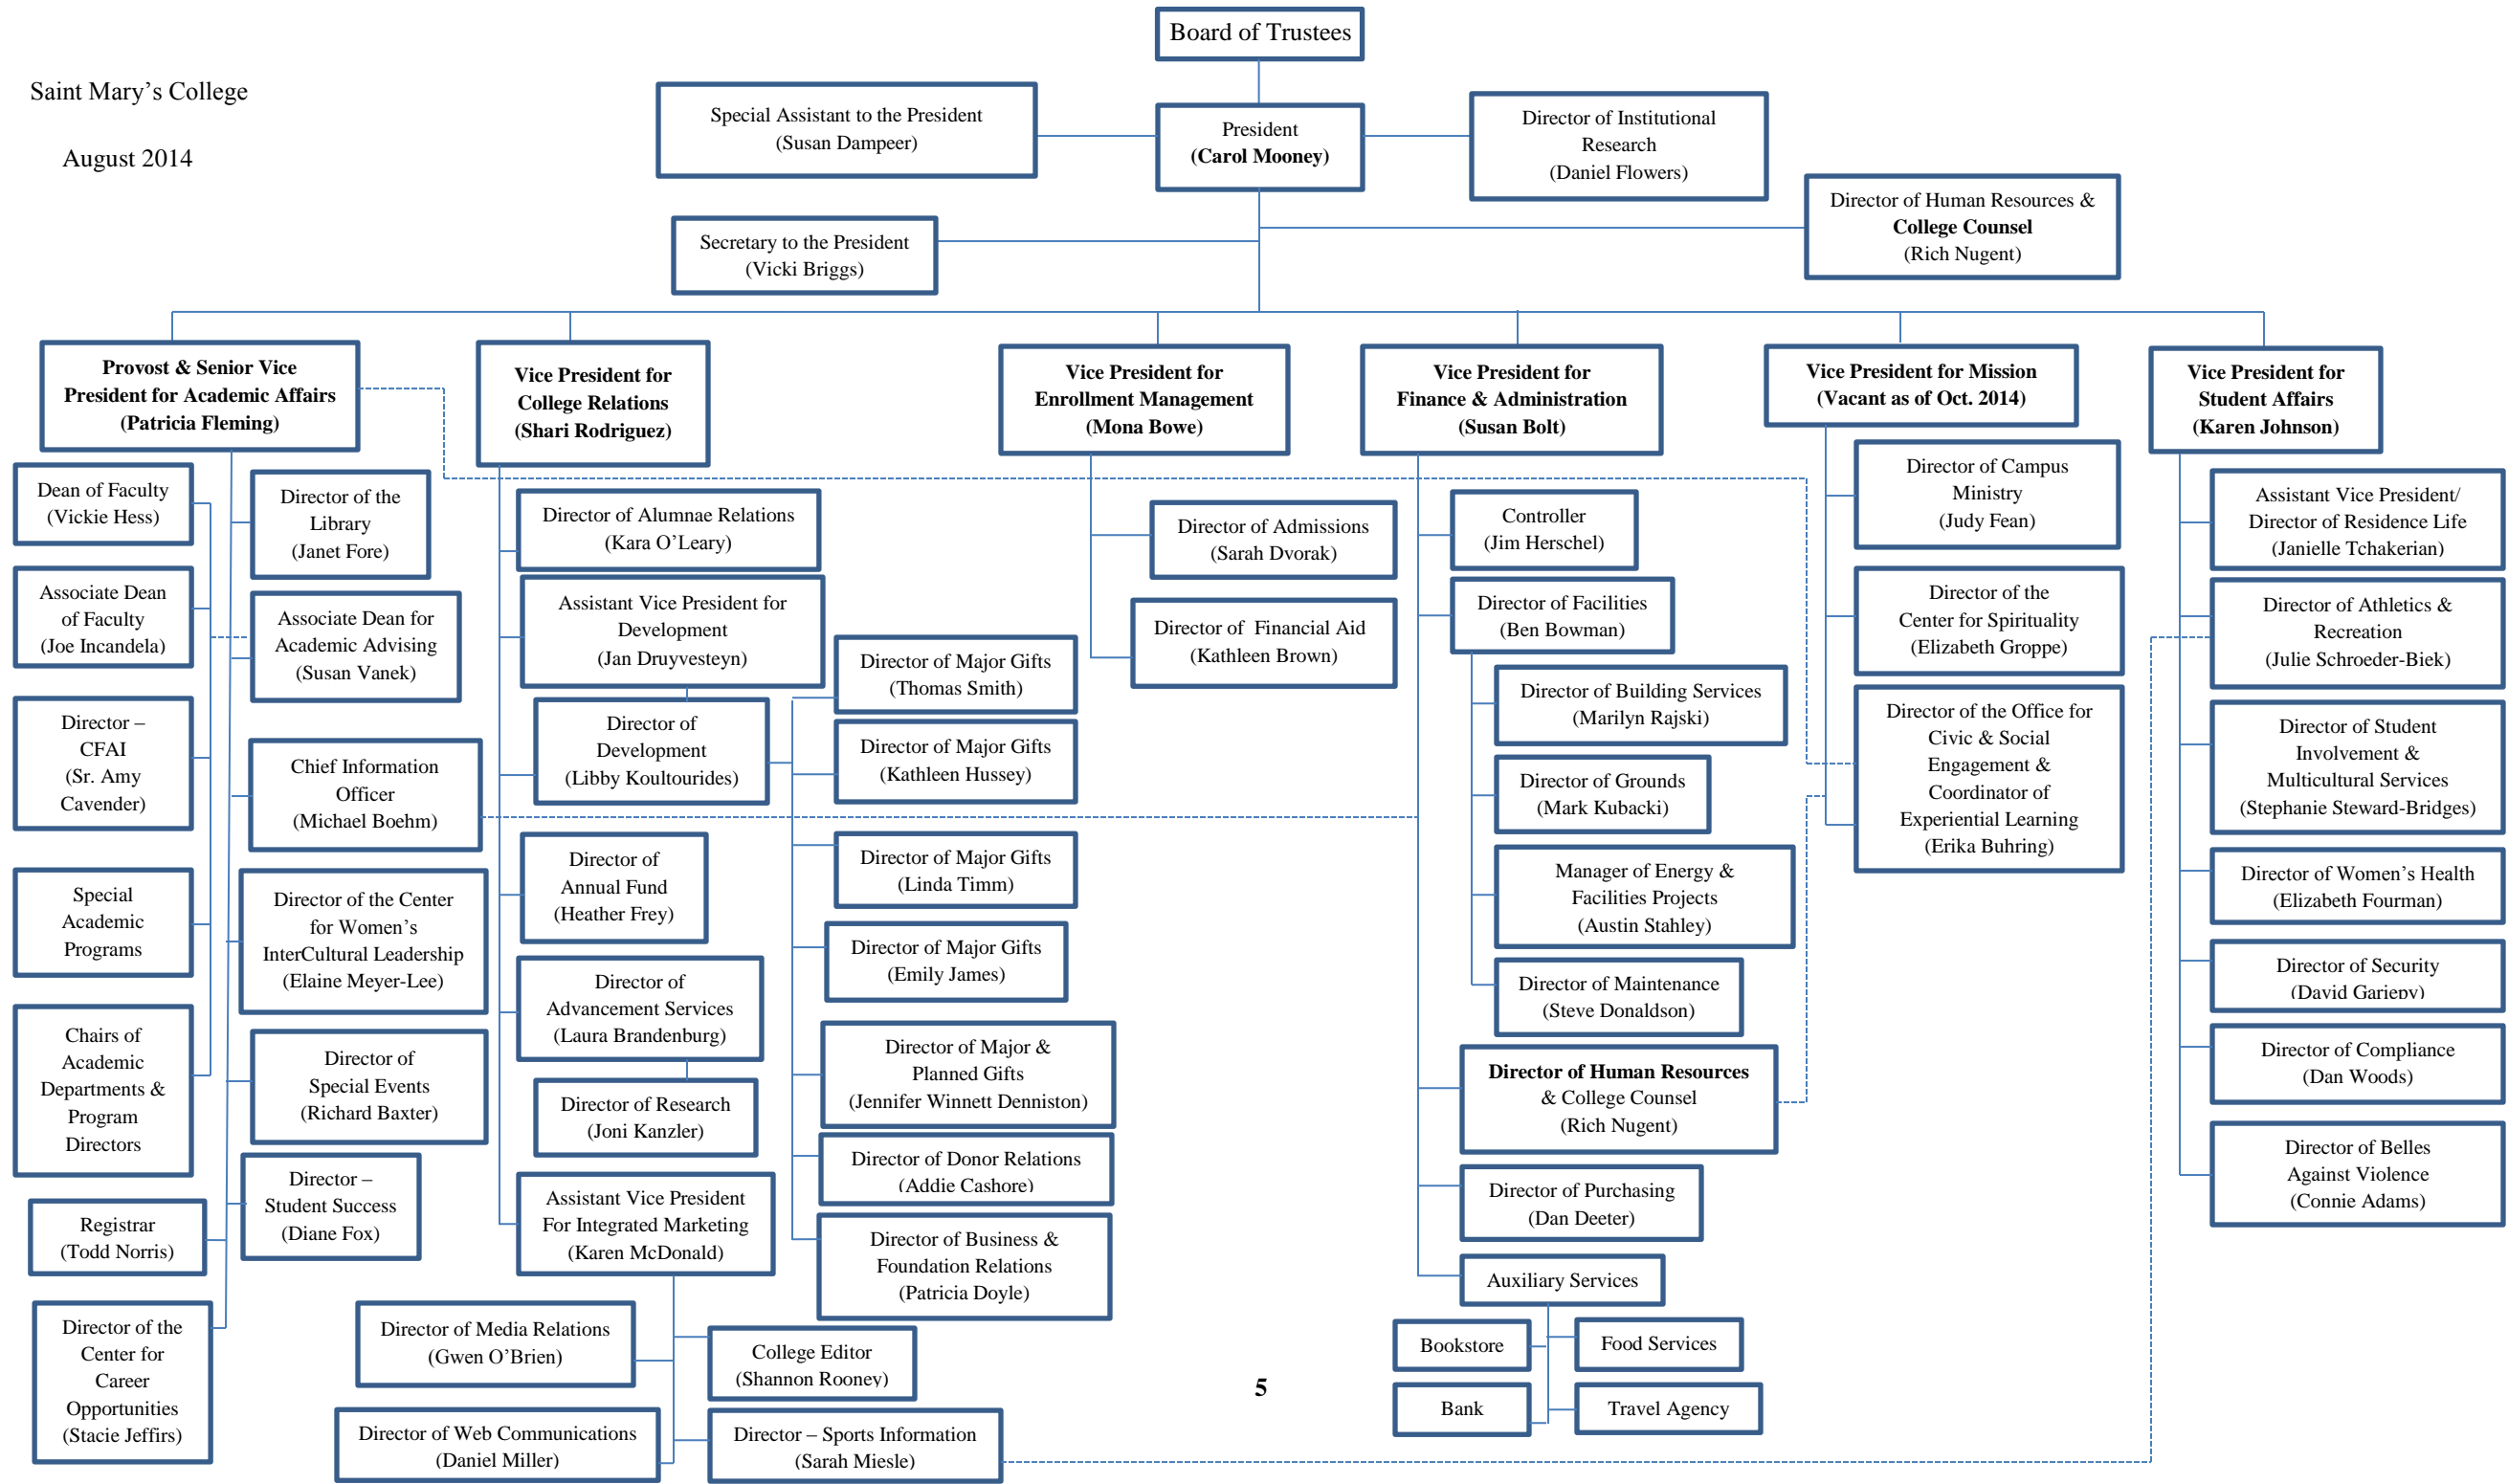 Board of Trustees
Saint Mary’s College
August 2014
Special Assistant to the President
(Susan Dampeer)
President
(Carol Mooney)
Director of Institutional
Research
(Daniel Flowers)
Director of Human Resources &
College Counsel
(Rich Nugent)
Secretary to the President
(Vicki Briggs)
Provost & Senior Vice
President for Academic Affairs
(Patricia Fleming)
Vice President for
College Relations
(Shari Rodriguez)
Vice President for
Enrollment Management
(Mona Bowe)
Vice President for
Finance & Administration
(Susan Bolt)
Vice President for Mission
(Vacant as of Oct. 2014)
Vice President for
Student Affairs
(Karen Johnson)
Dean of Faculty
(Vickie Hess)
Associate Dean
of Faculty
(Joe Incandela)
Director –
CFAI
(Sr. Amy
Cavender)
Special
Academic
Programs
Chairs of
Academic
Departments &
Program
Directors
Registrar
(Todd Norris)
Director of the
Center for
Career
Opportunities
(Stacie Jeffirs)
Director of the
Library
(Janet Fore)
Associate Dean for
Academic Advising
(Susan Vanek)
Chief Information
Officer
(Michael Boehm)
Director of the Center
for Women’s
InterCultural Leadership
(Elaine Meyer-Lee)
Director of
Special Events
(Richard Baxter)
Director –
Student Success
(Diane Fox)
Director of Alumnae Relations
(Kara O’Leary)
Assistant Vice President for
Development
(Jan Druyvesteyn)
Director of
Development
(Libby Koultourides)
Director of
Annual Fund
(Heather Frey)
Director of
Advancement Services
(Laura Brandenburg)
Director of Research
(Joni Kanzler)
Assistant Vice President
For Integrated Marketing
(Karen McDonald)
Director of Media Relations
(Gwen O’Brien)
College Editor
(Shannon Rooney)
Director of Web Communications
(Daniel Miller)
Director – Sports Information
(Sarah Miesle)
Director of Major Gifts
(Thomas Smith)
Director of Major Gifts
(Kathleen Hussey)
Director of Major Gifts
(Linda Timm)
Director of Major Gifts
(Emily James)
Director of Major &
Planned Gifts
(Jennifer Winnett Denniston)
Director of Donor Relations
(Addie Cashore)
Director of Business &
Foundation Relations
(Patricia Doyle)
Director of Admissions
(Sarah Dvorak)
Director of Financial Aid
(Kathleen Brown)
Controller
(Jim Herschel)
Director of Facilities
(Ben Bowman)
Director of Building Services
(Marilyn Rajski)
Director of Grounds
(Mark Kubacki)
Manager of Energy &
Facilities Projects
(Austin Stahley)
Director of Maintenance
(Steve Donaldson)
Director of Human Resources
& College Counsel
(Rich Nugent)
Director of Purchasing
(Dan Deeter)
Auxiliary Services
Bookstore
Food Services
Bank
Travel Agency
Director of Campus
Ministry
(Judy Fean)
Director of the
Center for Spirituality
(Elizabeth Groppe)
Director of the Office for
Civic & Social
Engagement &
Coordinator of
Experiential Learning
(Erika Buhring)
Assistant Vice President/
Director of Residence Life
(Janielle Tchakerian)
Director of Athletics &
Recreation
(Julie Schroeder-Biek)
Director of Student
Involvement &
Multicultural Services
(Stephanie Steward-Bridges)
Director of Women’s Health
(Elizabeth Fourman)
Director of Security
(David Gariepy)
Director of Compliance
(Dan Woods)
Director of Belles
Against Violence
(Connie Adams)
5